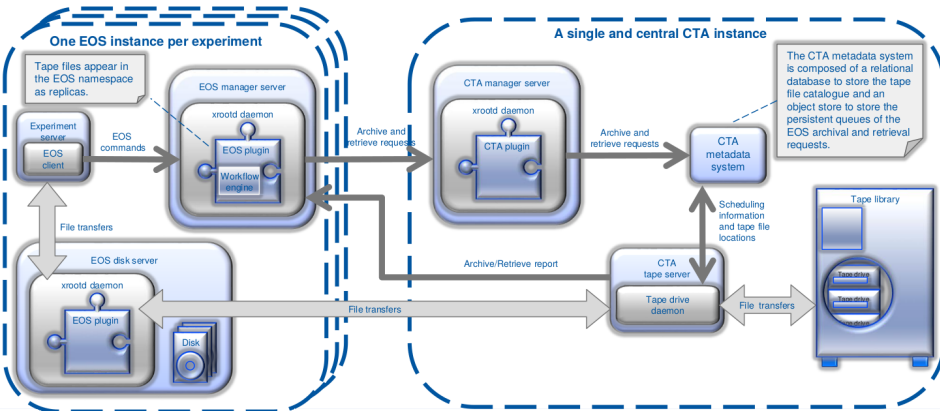 One EOS instance per experiment
Tape files appear in
the EOS namespace
as replicas.
EOS manager server
xrootd daemon
EOS plugin
Workflow
engine
Experiment
server
EOS
client
EOS
commands
Archive and
retrieve requests
File transfers
EOS disk server
xrootd daemon
EOS plugin
Disk
A single and central CTA instance
CTA manager server
xrootd daemon
CTA plugin
Archive and
retrieve requests
CTA
metadata
system
The CTA metadata system
is composed of a relational
database to store the tape
file catalogue and an
object store to store the
persistent queues of the
EOS archival and retrieval
requests.
Scheduling
information
and tape file
locations
Archive/Retrieve report
CTA
tape server
Tape drive
daemon
File transfers
File transfers
Tape library
Tape drive
Tape drive
Tape drive